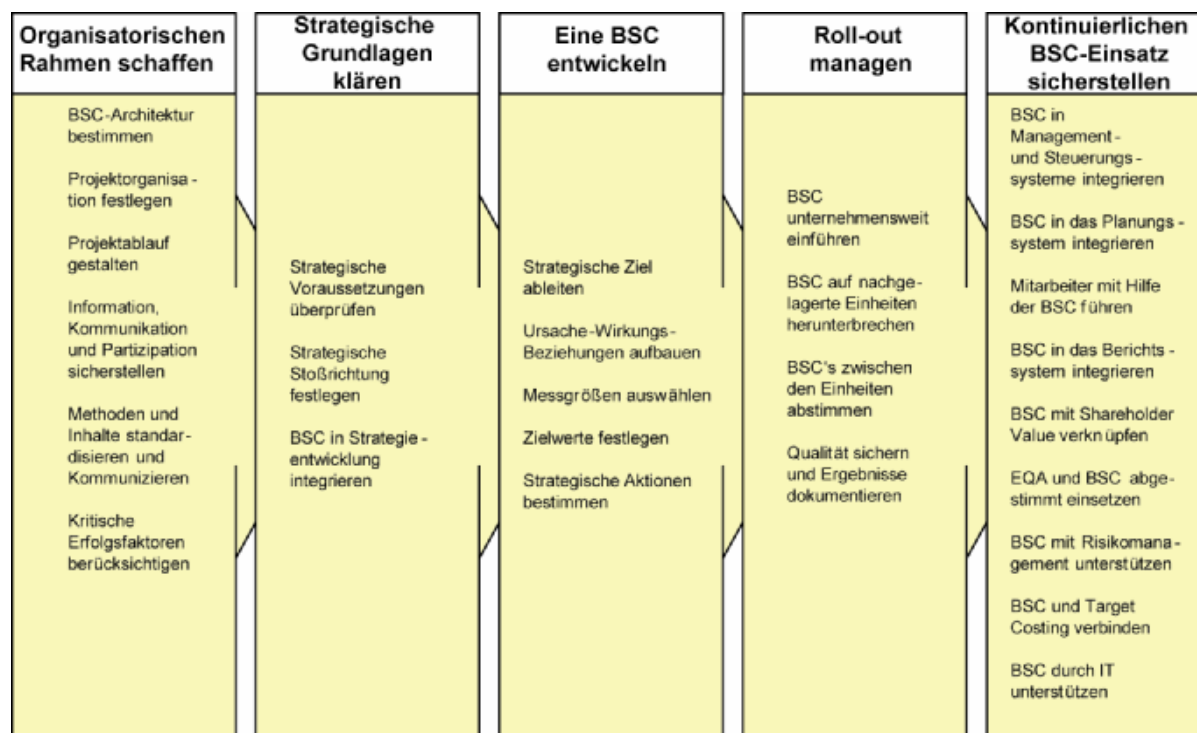 Organisatorischen
Rahmen schaffen
BSC-Architektur
bestimmen
Projektorganisa -
tion festlegen
Projektablauf
gestalten
Information,
Kommunikation
und Partizipation
sicherstellen
Methoden und
Inhalte standar-
disieren und
Kommunizieren
Kritische
Erfolgsfaktoren
berücksichtigen
Strategische
Grundlagen
klären
Strategische
Voraussetzungen
überprüfen
Strategische
Stoßrichtung
festlegen
BSC in Strategie -
entwicklung
integrieren
Eine BSC
entwickeln
Strategische Ziel
ableiten
Ursache-Wirkungs-
Beziehungen aufbauen
Messgrößen auswählen
Zielwerte festlegen
Strategische Aktionen
bestimmen
Roll-out
managen
BSC
unternehmensweit
einführen
BSC auf nachge-
lagerte Einheiten
herunterbrechen
BSC's zwischen
den Einheiten
abstimmen
Qualität sichern
und Ergebnisse
dokumentieren
Kontinuierlichen
BSC-Einsatz
sicherstellen
BSC in
Management -
und Steuerungs -
systeme integrieren
BSC in das Planungs -
system integrieren
Mitarbeiter mit Hilfe
der BSC führen
BSC in das Berichts -
system integrieren
BSC mit Shareholder
Value verknüpfen
EQA und BSC abge-
stimmt einsetzen
BSC mit Risikomana -
gement unterstützen
BSC und Target
Costing verbinden
BSC durch IT
unterstützen